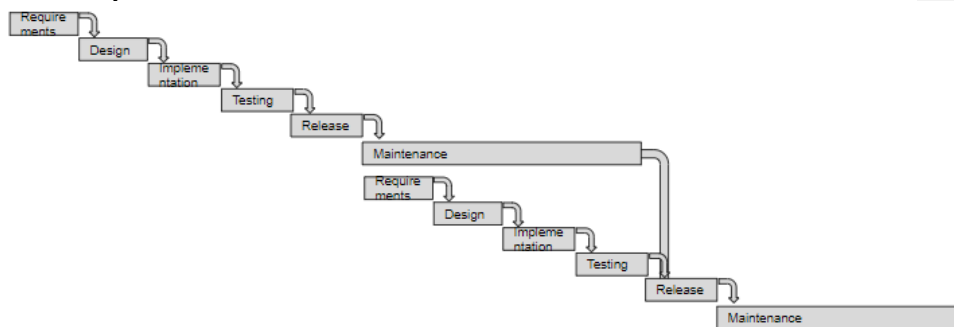 Require
ments
Design
Impleme
ntation
Testing
Release
Maintenance
Require
ments
Design
Impleme
ntation
Testing
Release
Maintenance